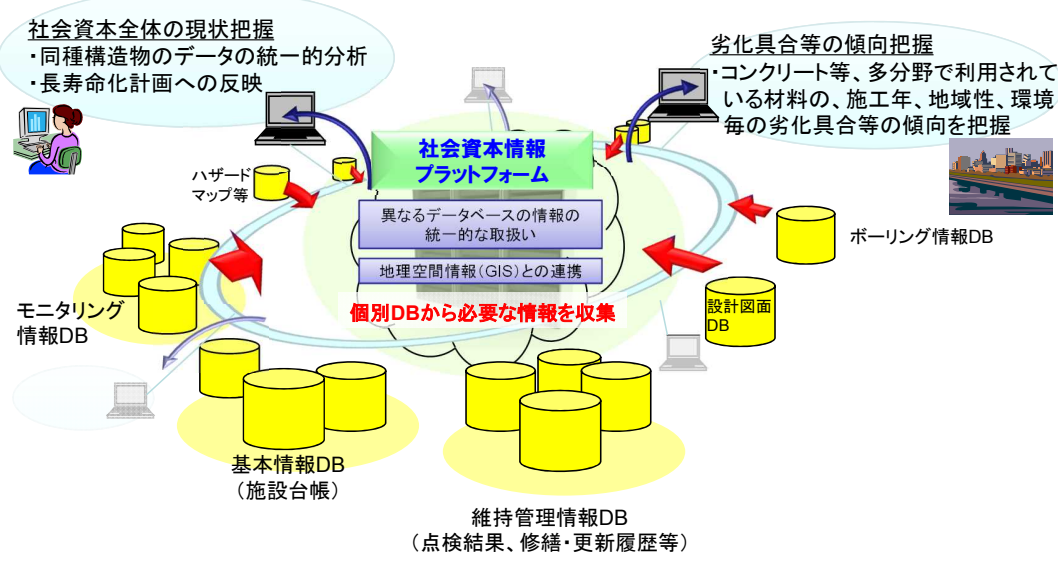 社会資本全体の現状把握
・同種構造物のデータの統一的分析
・長寿命化計画への反映
劣化具合等の傾向把握
・コンクリート等、多分野で利用されて
いる材料の、施工年、地域性、環境
毎の劣化具合等の傾向を把握
社会資本情報
プラットフォーム
ハザード
マップ等
異なるデータベースの情報の
統一的な取扱い
地理空間情報(GIS)との連携
個別DBから必要な情報を収集
ボーリング情報DB
設計図面
DB
モニタリング
情報DB
基本情報DB
(施設台帳)
維持管理情報DB
(点検結果、修繕・更新履歴等)